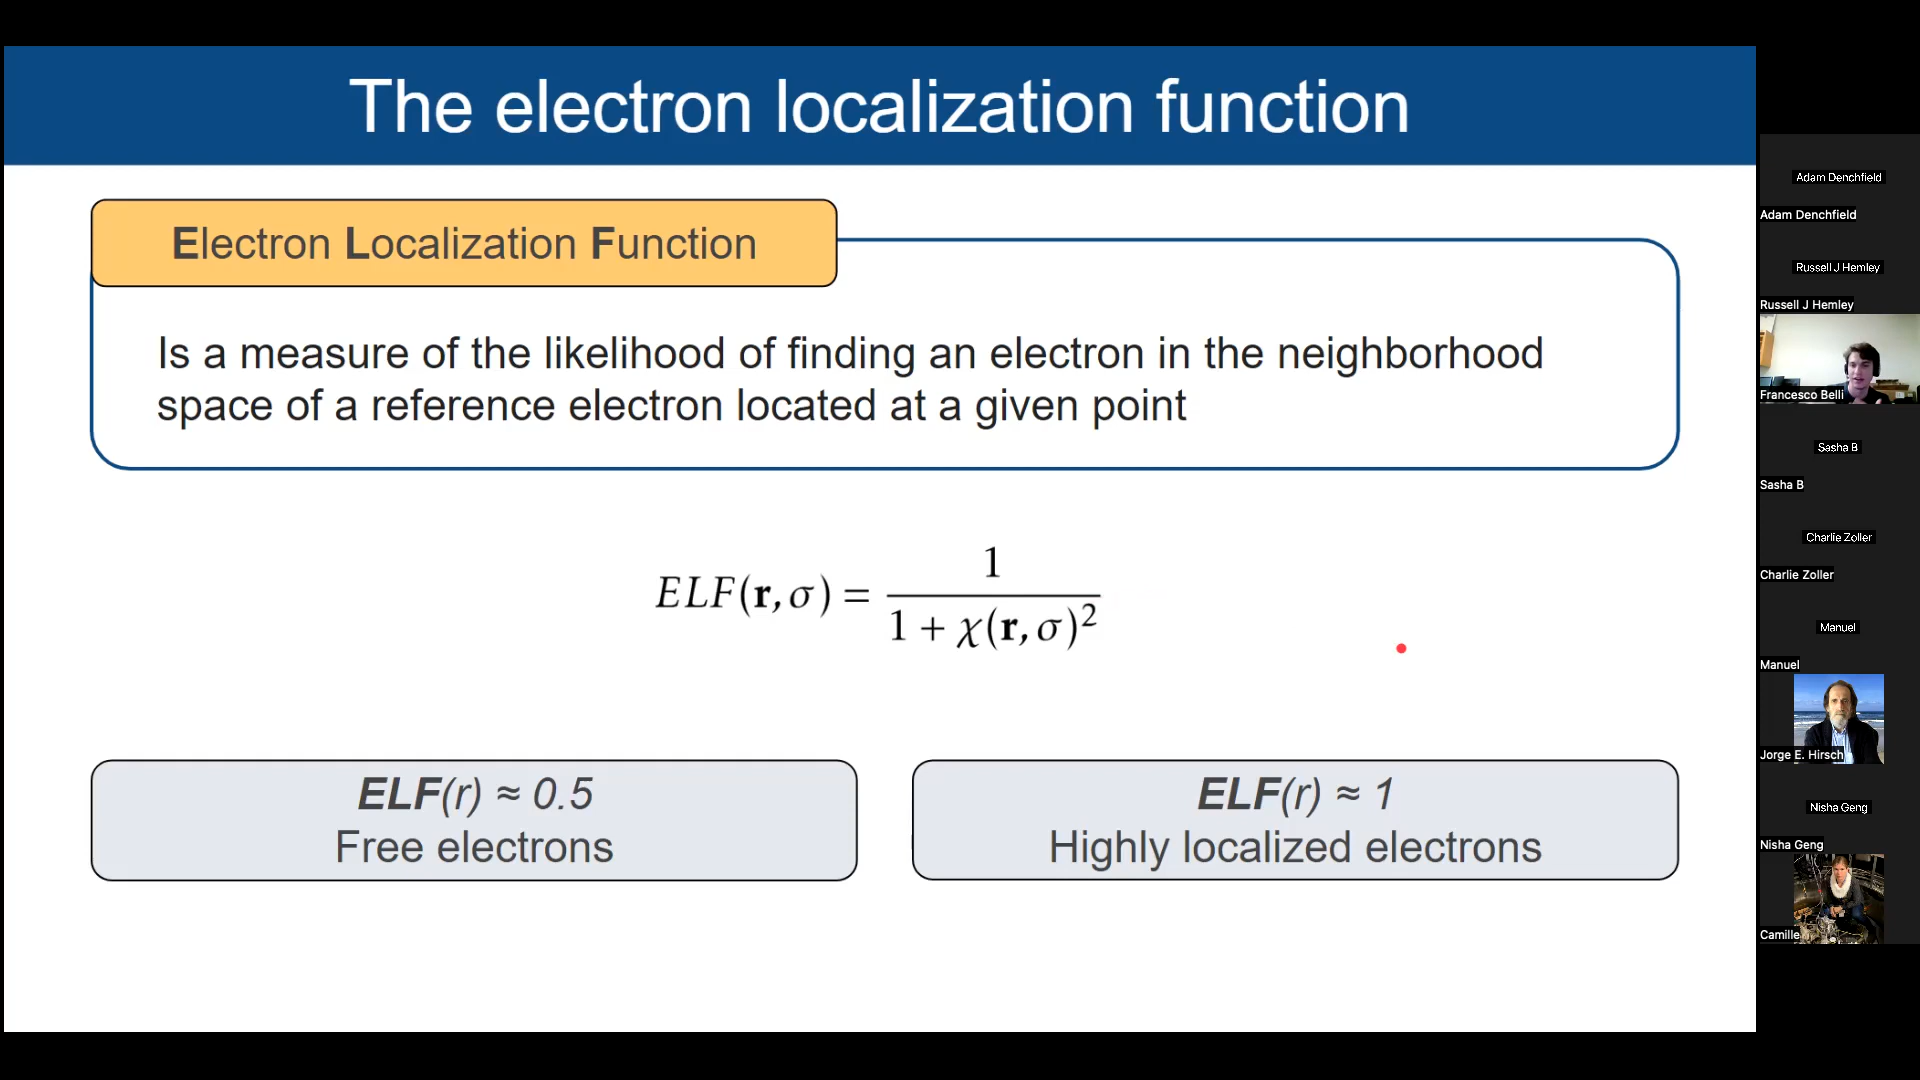 The electron localization function
Electron Localization Function
Is a measure of the likelihood of finding an electron in the neighborhood
space of a reference electron located at a given point
ELF(r, σ) = 1 / (1 + χ(r, σ)²)
ELF(r) ≈ 0.5
Free electrons
ELF(r) ≈ 1
Highly localized electrons
Adam Denchfield
Adam Denchfield
Russell J Hemley
Russell J Hemley
Francesco Belli
Sasha B
Sasha B
Charlie Zoller
Charlie Zoller
Manuel
Manuel
Jorge E. Hirsch
Nisha Geng
Nisha Geng
Camille